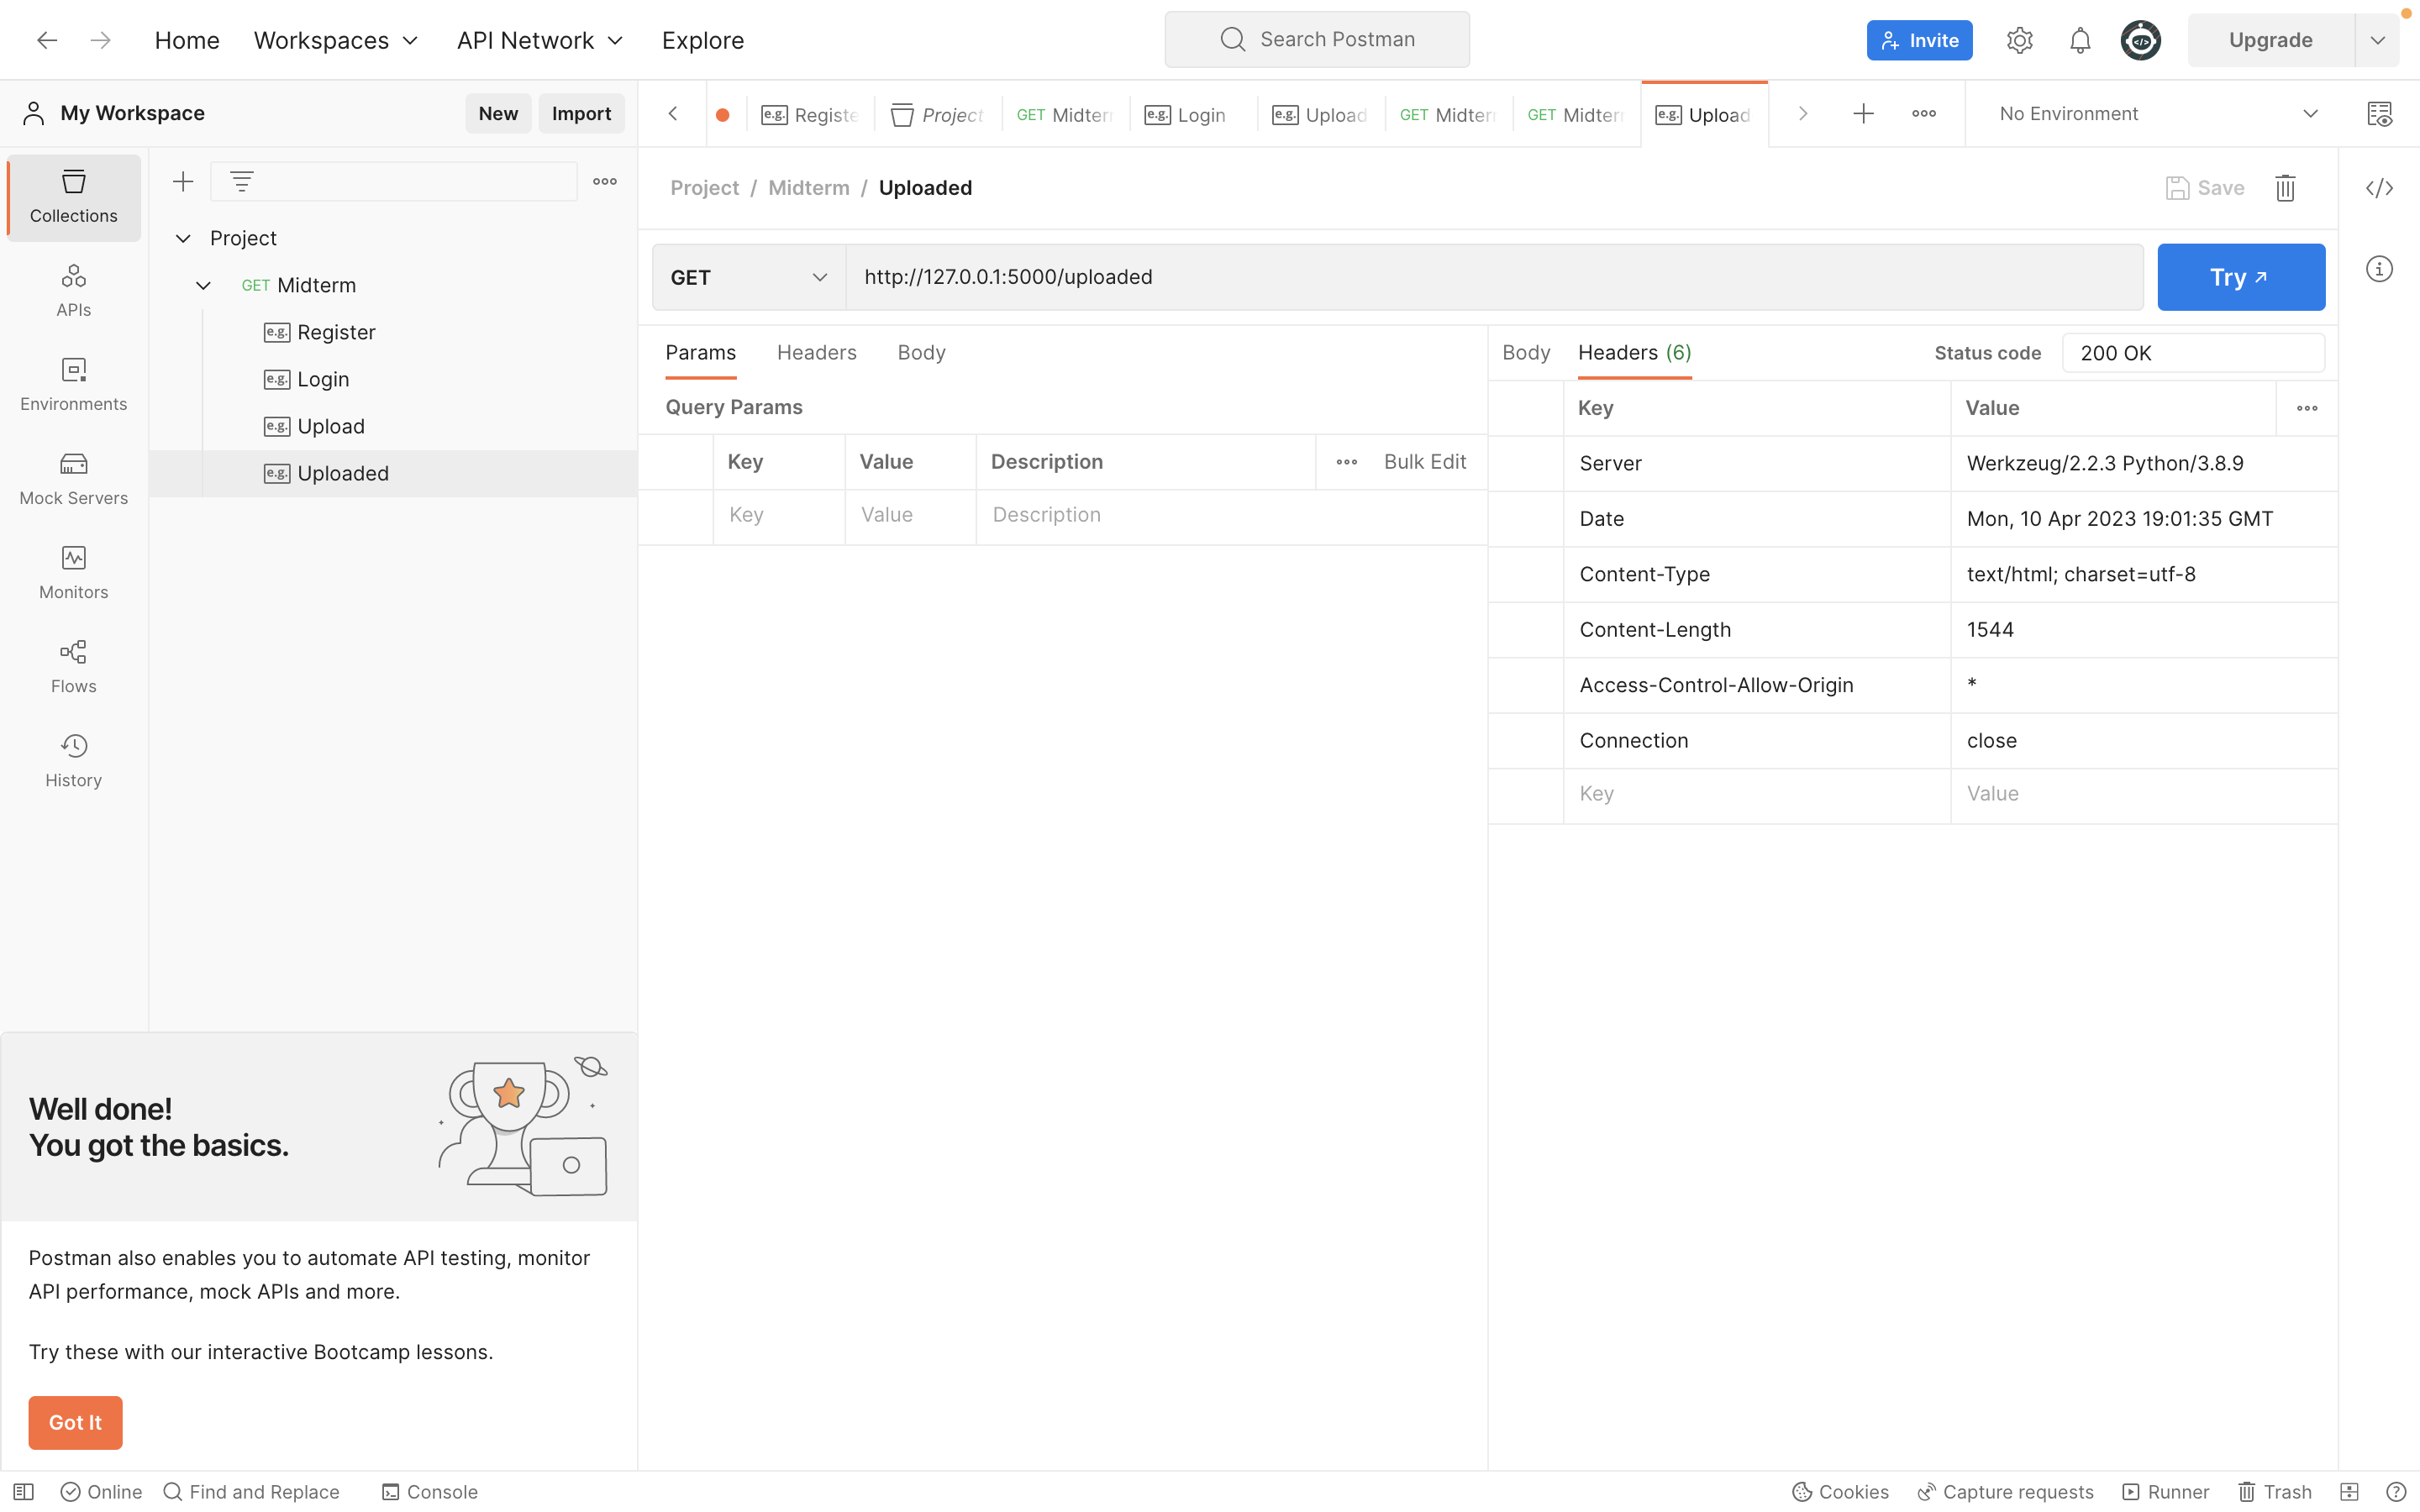 Home Workspaces API Network Explore Search Postman Invite Upgrade
My Workspace New Import
e.g. Registe Project GET Midterm e.g. Login e.g. Upload GET Midterm GET Midterm e.g. Upload No Environment
Collections
APIs
Environments
Mock Servers
Monitors
Flows
History
Project
GET Midterm
e.g. Register
e.g. Login
e.g. Upload
e.g. Uploaded
Well done!
You got the basics.
Postman also enables you to automate API testing, monitor
API performance, mock APIs and more.
Try these with our interactive Bootcamp lessons.
Got It
Project / Midterm / Uploaded Save
GET http://127.0.0.1:5000/uploaded Try
Params Headers Body
Query Params
Key Value Description Bulk Edit
Key Value Description
Body Headers (6) Status code 200 OK
Key Value
Server Werkzeug/2.2.3 Python/3.8.9
Date Mon, 10 Apr 2023 19:01:35 GMT
Content-Type text/html; charset=utf-8
Content-Length 1544
Access-Control-Allow-Origin *
Connection close
Key Value
Online Find and Replace Console Cookies Capture requests Runner Trash